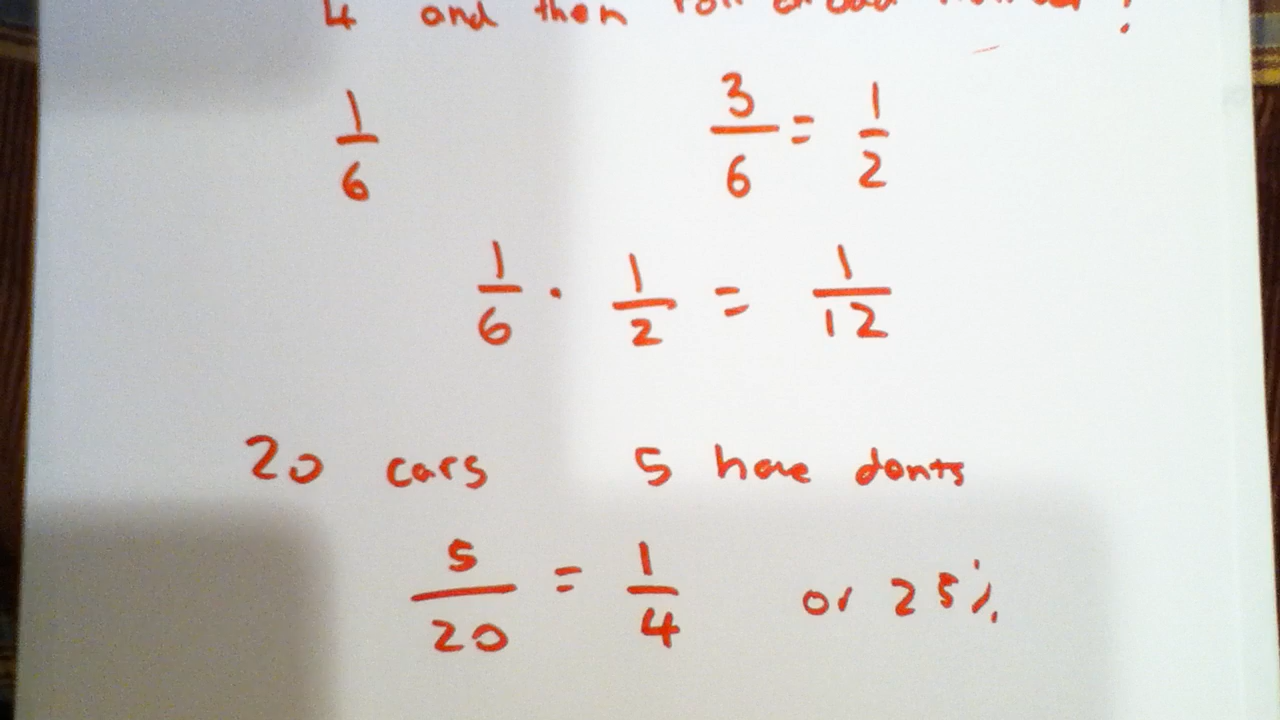 4 and then
1/6 3/6 = 1/2
1/6 · 1/2 = 1/12
20 cars 5 have dents
5/20 = 1/4 or 25%